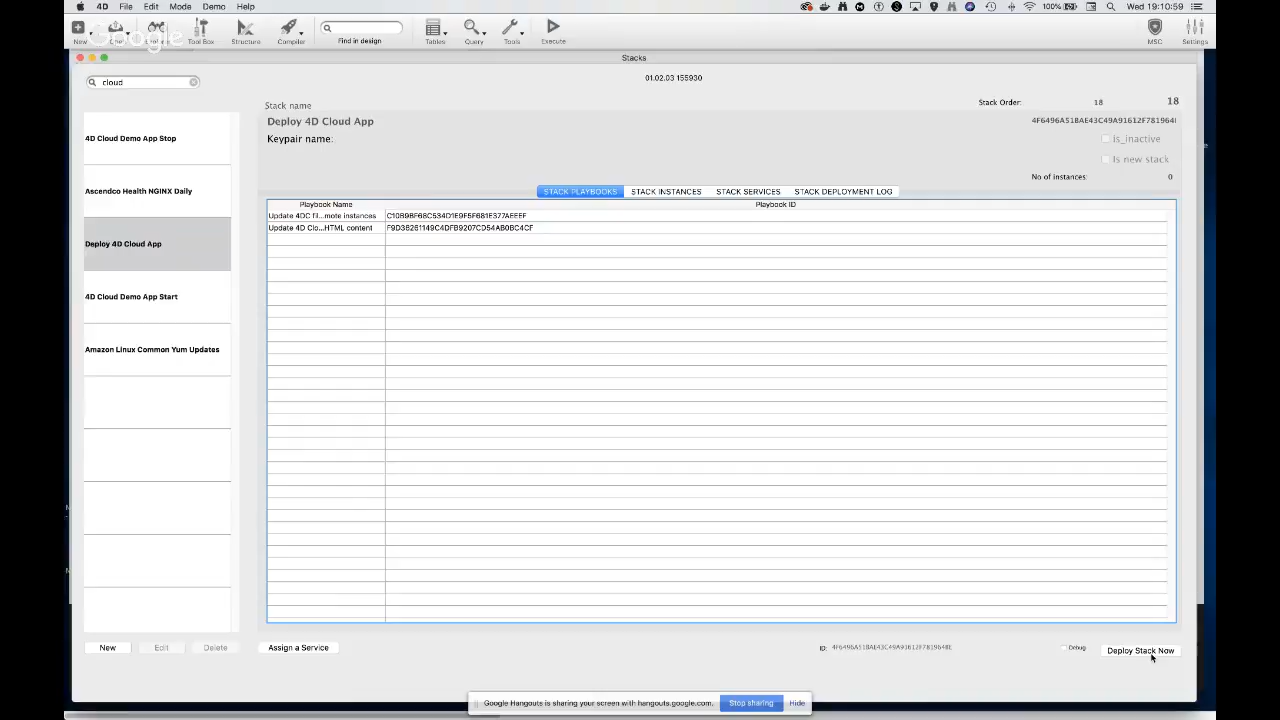 4D File Edit Mode Demo Help
100% Wed 19:10:59
New Tool Box Structure Compiler Find in design Tables Query Tools Execute MSC Settings
Google
Stacks
cloud
01.02.03 155930
Stack name
Stack Order: 18 18
Deploy 4D Cloud App
Keypair name:
is_inactive
Is new stack
No of instances: 0
STACK PLAYBOOKS STACK INSTANCES STACK SERVICES STACK DEPLOYMENT LOG
Playbook Name Playbook ID
Update 4DC fil...mote instances C10B9BF68C534D1E9F5F681E377AEEEF
Update 4D Clo...HTML content F9D38261149C4DFB9207CD54AB0BC4CF
4D Cloud Demo App Stop
Ascendco Health NGINX Daily
Deploy 4D Cloud App
4D Cloud Demo App Start
Amazon Linux Common Yum Updates
New Edit Delete Assign a Service
ID: Debug Deploy Stack Now
Google Hangouts is sharing your screen with hangouts.google.com. Stop sharing Hide